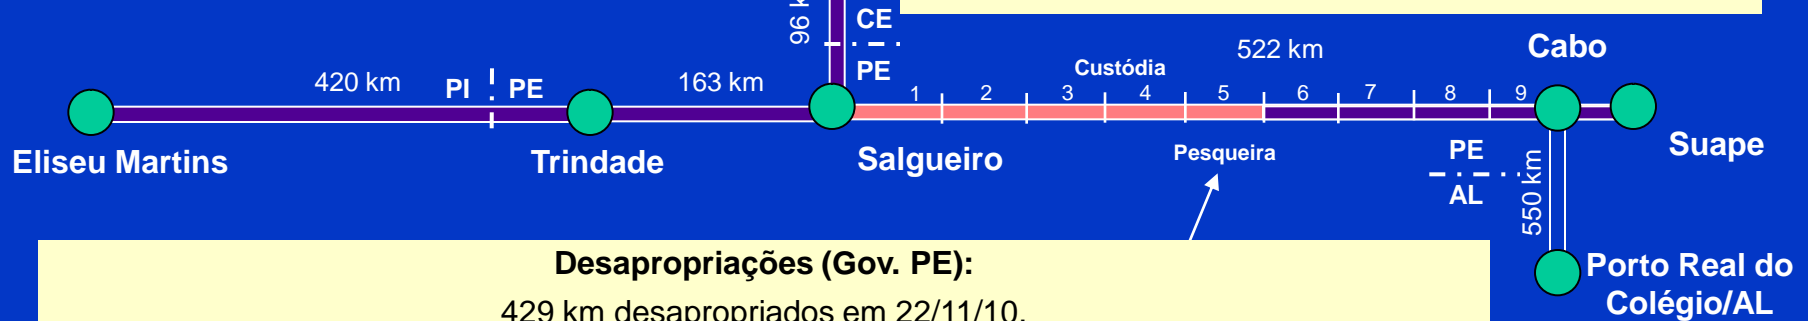 96
CE
PE
522 km
Cabo
420 km
PI
PE
163 km
Custódia
1
2
3
4
5
6
7
8
9
Eliseu Martins
Trindade
Salgueiro
Pesqueira
PE
AL
550 km
Suape
Desapropriações (Gov. PE):
429 km desapropriados em 22/11/10.
Porto Real do
Colégio/AL